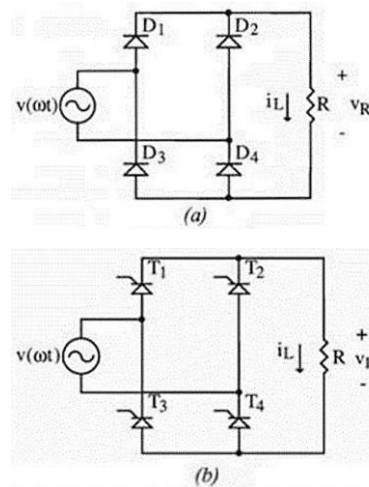 D1 D2
v(ωt)
iL R + vR -
D3 D4
(a)
T1 T2
v(ωt)
iL R +
-
T3 T4
(b)